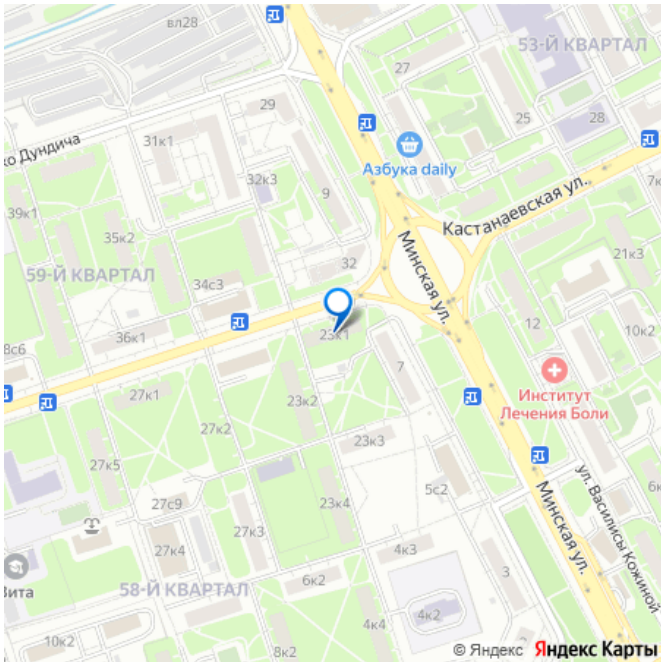 вл28
53-Й КВАРТАЛ
27
29
25
28
ко Дундича
31к1
Азбука daily
32к3
9
7к
Кастанаевская ул.
39к1
35к2
Минская ул.
21к3
59-Й КВАРТАЛ
34с3
32
36к1
23к1
12
10к2
8с6
7
Институт
Лечения Боли
27к1
23к2
27к2
23к3
27к5
5с2
ул. Василисы Кожиной
6к
27с9
23к4
Минская ул.
27к3
27к4
4к3
Вита
58-Й КВАРТАЛ
6к2
3
4к2
10к2
8к2
4к4
© Яндекс Яндекс Карты